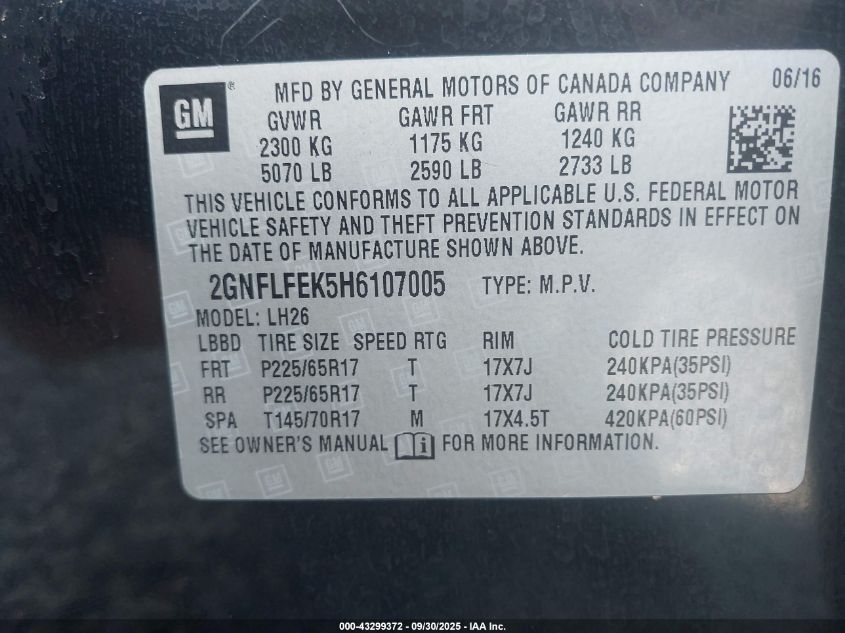 GM ®
MFD BY GENERAL MOTORS OF CANADA COMPANY 06/16
GVWR GAWR FRT GAWR RR
2300 KG 1175 KG 1240 KG
5070 LB 2590 LB 2733 LB
THIS VEHICLE CONFORMS TO ALL APPLICABLE U.S. FEDERAL MOTOR
VEHICLE SAFETY AND THEFT PREVENTION STANDARDS IN EFFECT ON
THE DATE OF MANUFACTURE SHOWN ABOVE.
2GNFLFEK5H6107005 TYPE: M.P.V.
MODEL: LH26
LBBD TIRE SIZE SPEED RTG RIM COLD TIRE PRESSURE
FRT P225/65R17 T 17X7J 240KPA(35PSI)
RR P225/65R17 T 17X7J 240KPA(35PSI)
SPA T145/70R17 M 17X4.5T 420KPA(60PSI)
SEE OWNER'S MANUAL i FOR MORE INFORMATION.
000-43299372 - 09/30/2025 - IAA Inc.